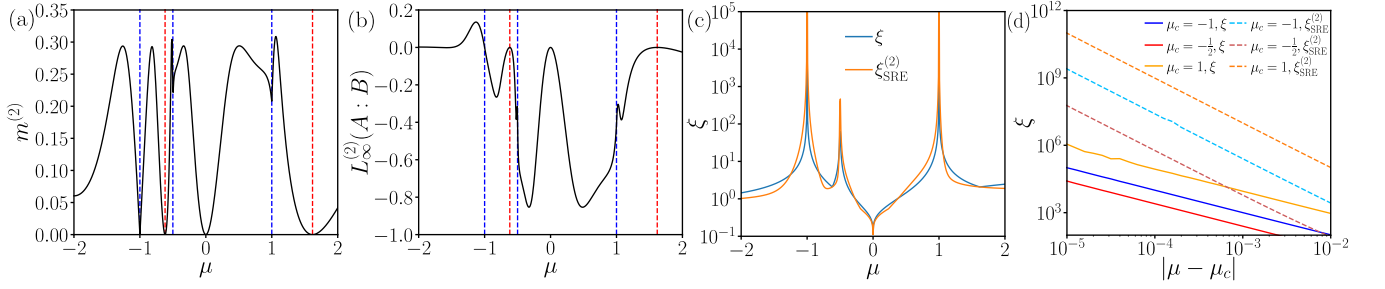 (a)
m^{(2)}
0.35
0.30
0.25
0.20
0.15
0.10
0.05
0.00
−2 −1 0 1 2
μ
(b)
L_∞^{(2)}(A : B)
0.2
0.0
−0.2
−0.4
−0.6
−0.8
−1.0
−2 −1 0 1 2
μ
(c)
ξ
10^5
10^4
10^3
10^2
10^1
10^0
10^{−1}
ξ
ξ_{SRE}^{(2)}
−2 −1 0 1 2
μ
(d)
ξ
10^{12}
10^9
10^6
10^3
μ_c = −1, ξ
μ_c = −1/2, ξ
μ_c = 1, ξ
μ_c = −1, ξ_{SRE}^{(2)}
μ_c = −1/2, ξ_{SRE}^{(2)}
μ_c = 1, ξ_{SRE}^{(2)}
10^{−5} 10^{−4} 10^{−3} 10^{−2}
|μ − μ_c|